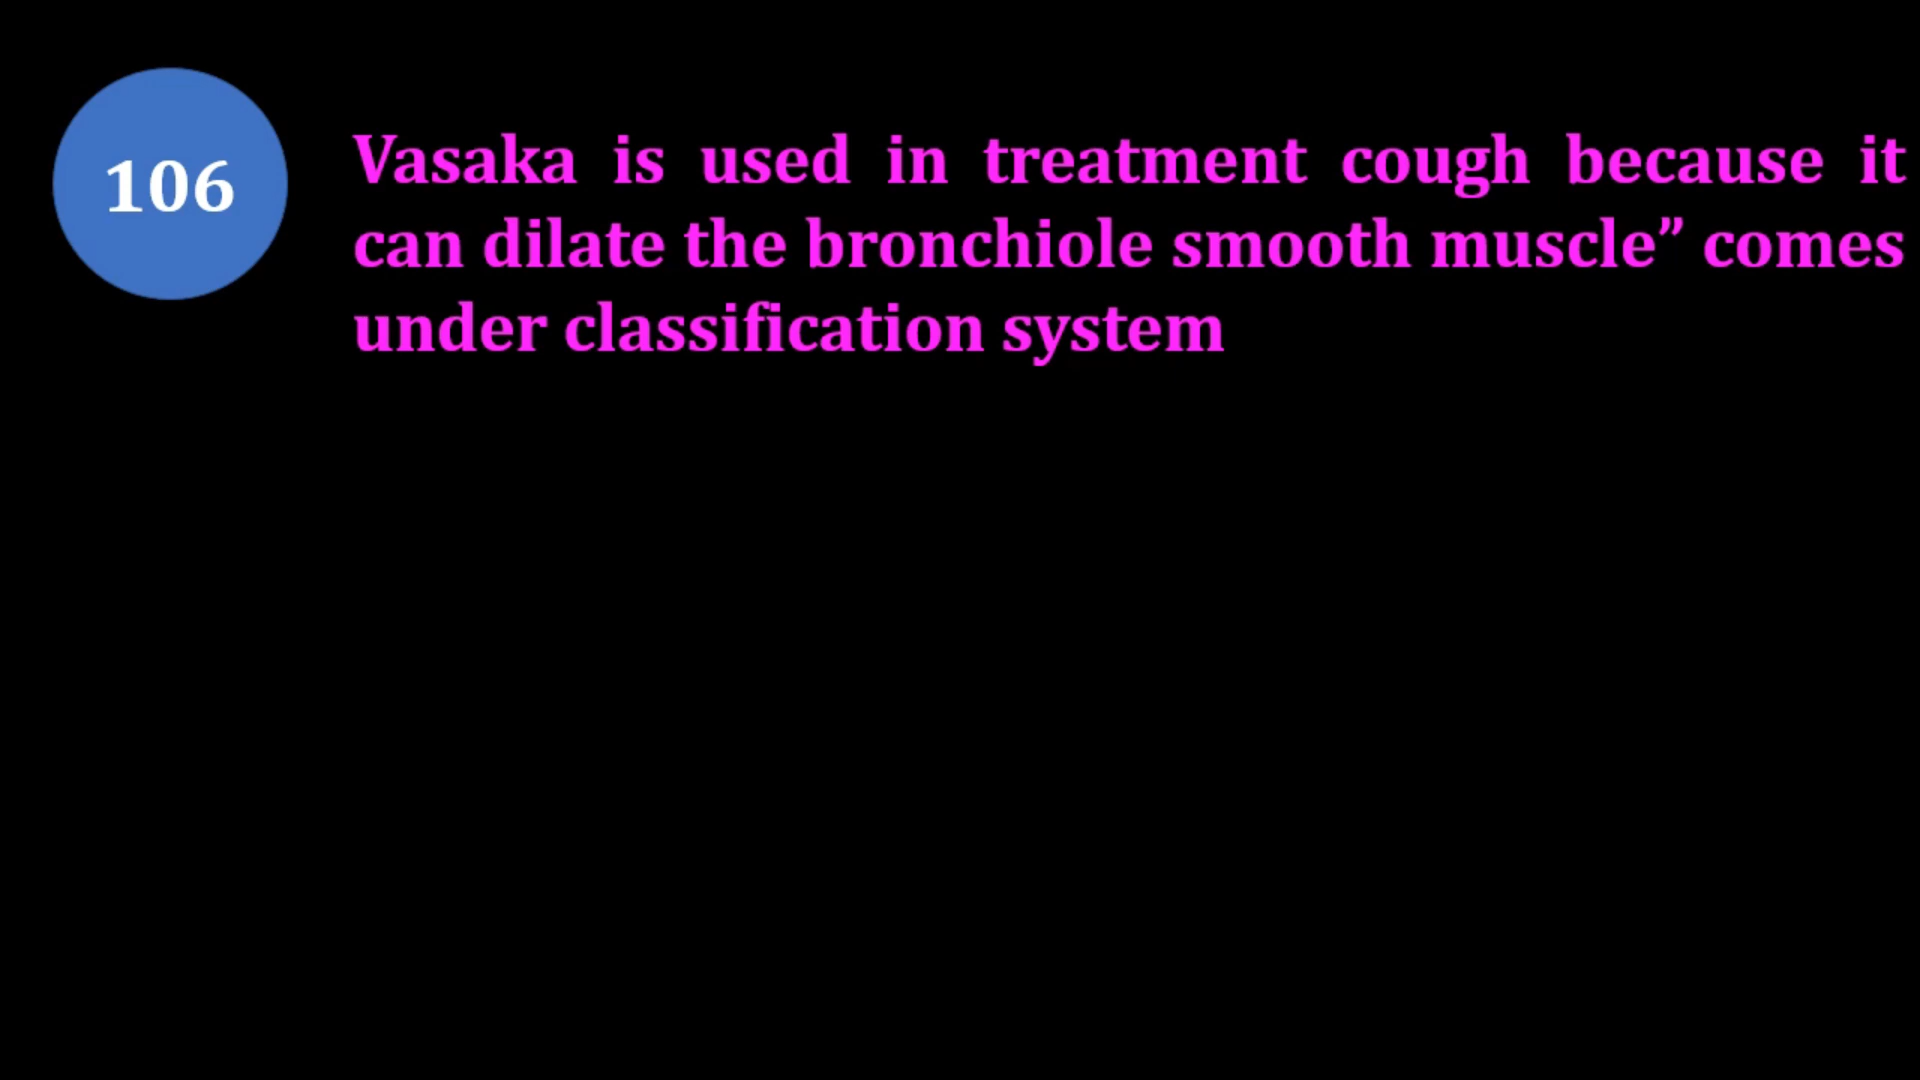 106
Vasaka is used in treatment cough because it
can dilate the bronchiole smooth muscle” comes
under classification system